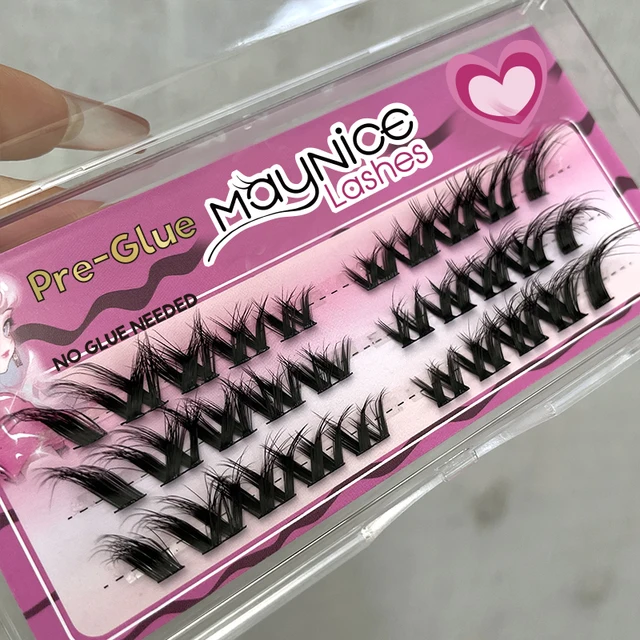 MayNice
Lashes
Pre-Glue
NO GLUE NEEDED